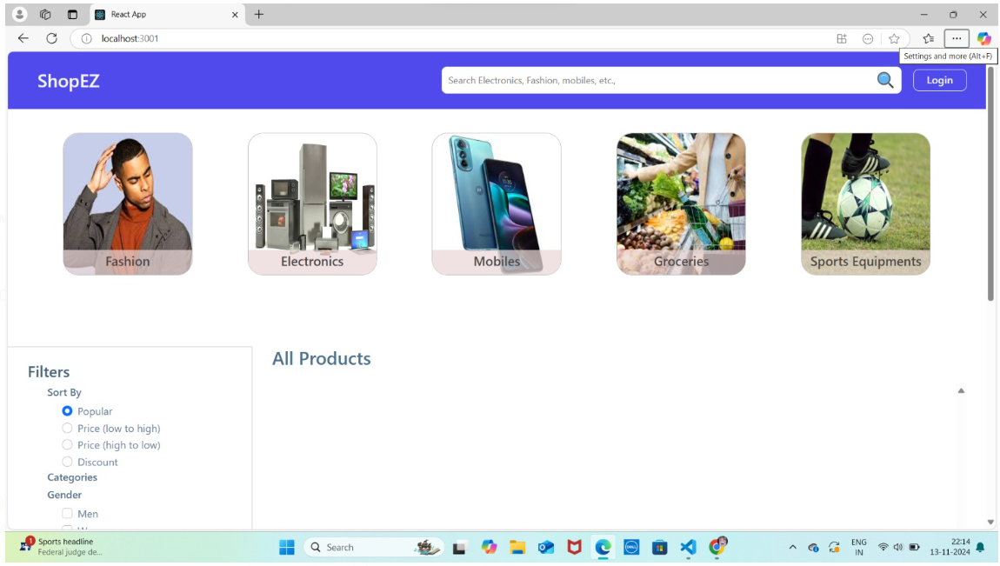 React App
localhost:3001
Settings and more (Alt+F)
ShopEZ
Search Electronics, Fashion, mobiles, etc.,
Login
Fashion
Electronics
Mobiles
Groceries
Sports Equipments
All Products
Filters
Sort By
Popular
Price (low to high)
Price (high to low)
Discount
Categories
Gender
Men
1
Sports headline
Federal judge de...
Search
DELL
ENG
IN
22:14
13-11-2024